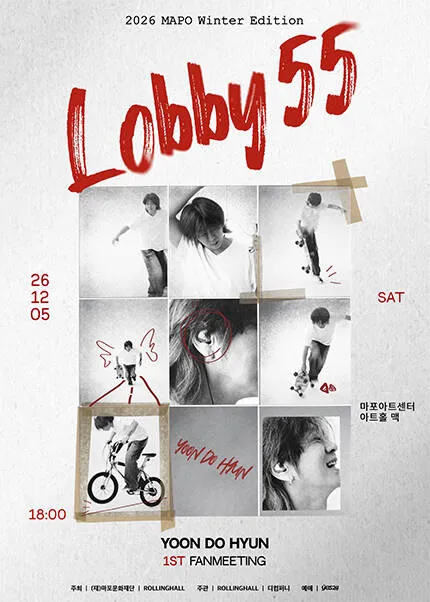 2026 MAPO Winter Edition
Lobby 55
26
12
05
SAT
마포아트센터
아트홀 맥
YOON DO HYUN
18:00
YOON DO HYUN
1ST FANMEETING
주최 | (재)마포문화재단 | ROLLINGHALL 주관 | ROLLINGHALL | 디컴퍼니 예매 | yes24